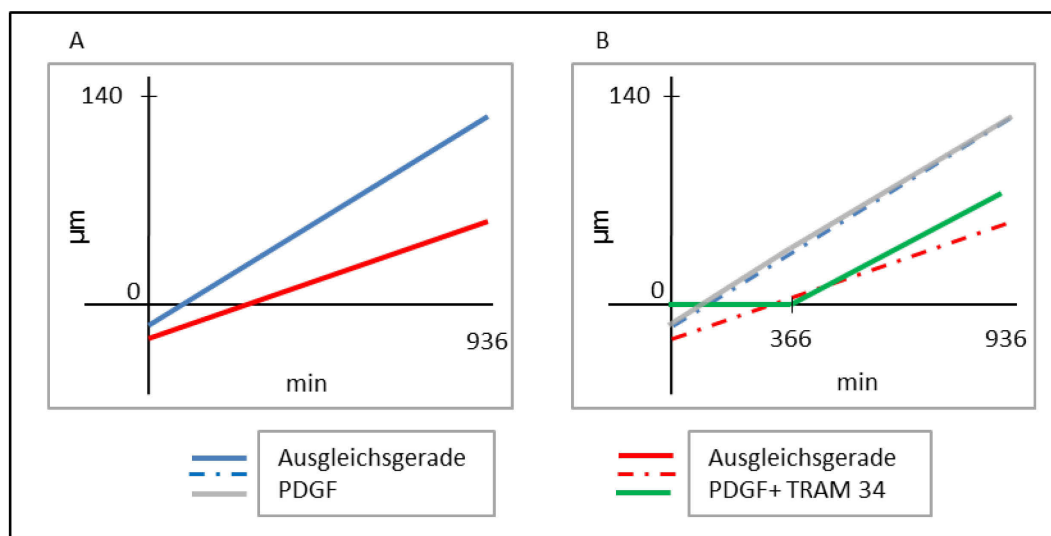 A
140
µm
0
936
min
B
140
µm
0
366
936
min
Ausgleichsgerade
PDGF
Ausgleichsgerade
PDGF+ TRAM 34